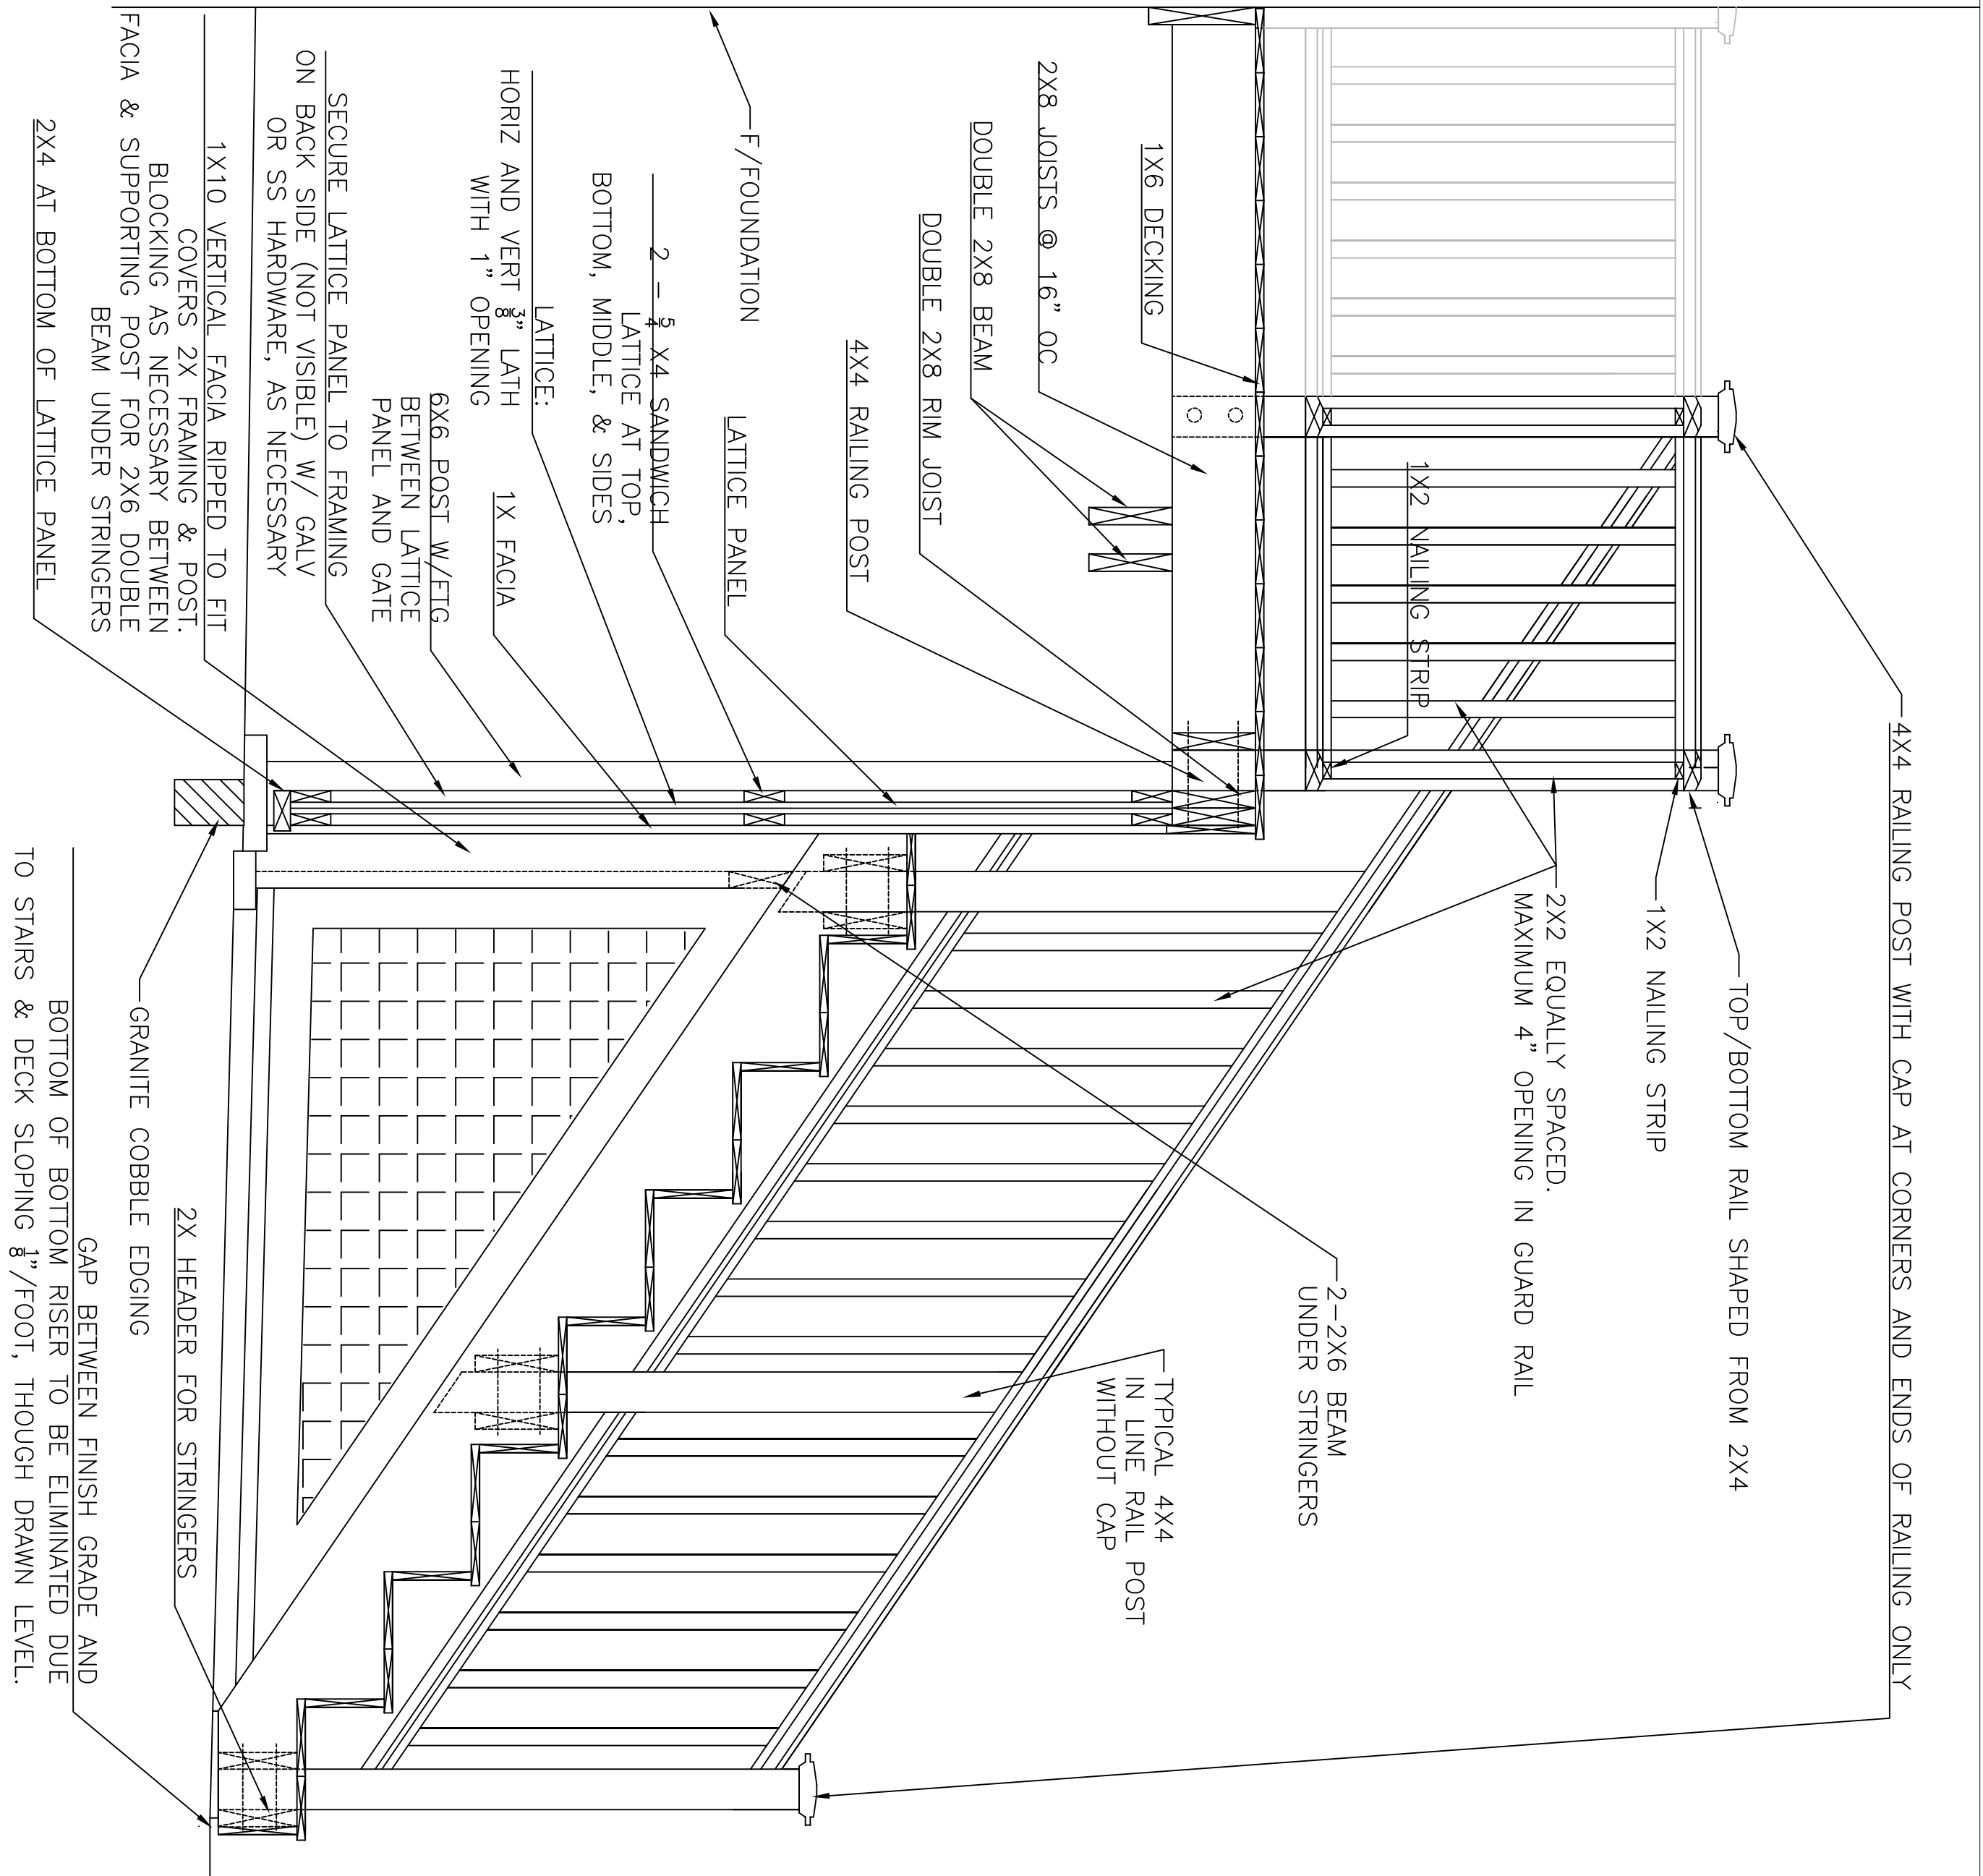 4X4 RAILING POST WITH CAP AT CORNERS AND ENDS OF RAILING ONLY
TOP/BOTTOM RAIL SHAPED FROM 2X4
1X2 NAILING STRIP
2X2 EQUALLY SPACED.
MAXIMUM 4" OPENING IN GUARD RAIL
1X2 NAILING STRIP
2-2X6 BEAM
UNDER STRINGERS
TYPICAL 4X4
IN LINE RAIL POST
WITHOUT CAP
1X6 DECKING
2X8 JOISTS @ 16" OC
DOUBLE 2X8 BEAM
DOUBLE 2X8 RIM JOIST
4X4 RAILING POST
F/FOUNDATION
LATTICE PANEL
2 - 5/4 X4 SANDWICH
LATTICE AT TOP,
BOTTOM, MIDDLE, & SIDES
LATTICE:
HORIZ AND VERT 3/8" LATH
WITH 1" OPENING
1X FACIA
6X6 POST W/FTG
BETWEEN LATTICE
PANEL AND GATE
SECURE LATTICE PANEL TO FRAMING
ON BACK SIDE (NOT VISIBLE) W/ GALV
OR SS HARDWARE, AS NECESSARY
1X10 VERTICAL FACIA RIPPED TO FIT
COVERS 2X FRAMING & POST.
BLOCKING AS NECESSARY BETWEEN
FACIA & SUPPORTING POST FOR 2X6 DOUBLE
BEAM UNDER STRINGERS
2X4 AT BOTTOM OF LATTICE PANEL
2X HEADER FOR STRINGERS
GRANITE COBBLE EDGING
GAP BETWEEN FINISH GRADE AND
BOTTOM OF BOTTOM RISER TO BE ELIMINATED DUE
TO STAIRS & DECK SLOPING 1/8"/FOOT, THOUGH DRAWN LEVEL.